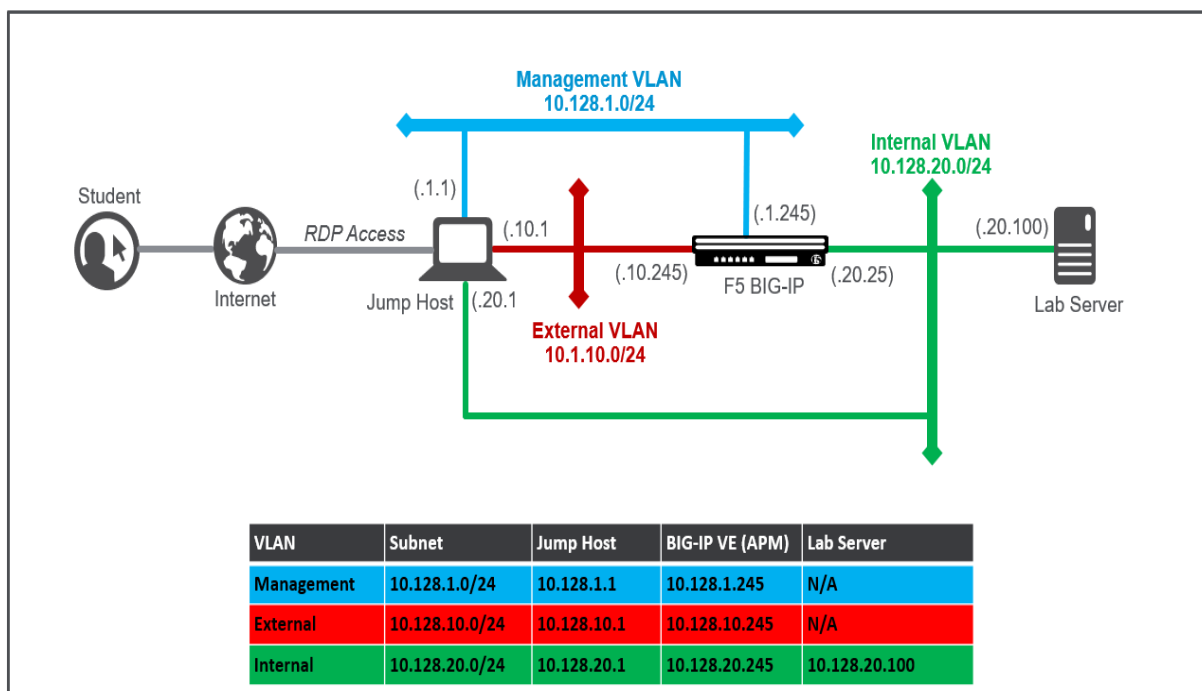 Management VLAN
10.128.1.0/24
Internal VLAN
10.128.20.0/24
Student
(.1.1)
(.1.245)
(.20.100)
RDP Access
(.10.1
(.10.245)
F5 BIG-IP
(.20.25)
Internet
Jump Host
(.20.1
Lab Server
External VLAN
10.1.10.0/24
VLAN Subnet Jump Host BIG-IP VE (APM) Lab Server
Management 10.128.1.0/24 10.128.1.1 10.128.1.245 N/A
External 10.128.10.0/24 10.128.10.1 10.128.10.245 N/A
Internal 10.128.20.0/24 10.128.20.1 10.128.20.245 10.128.20.100